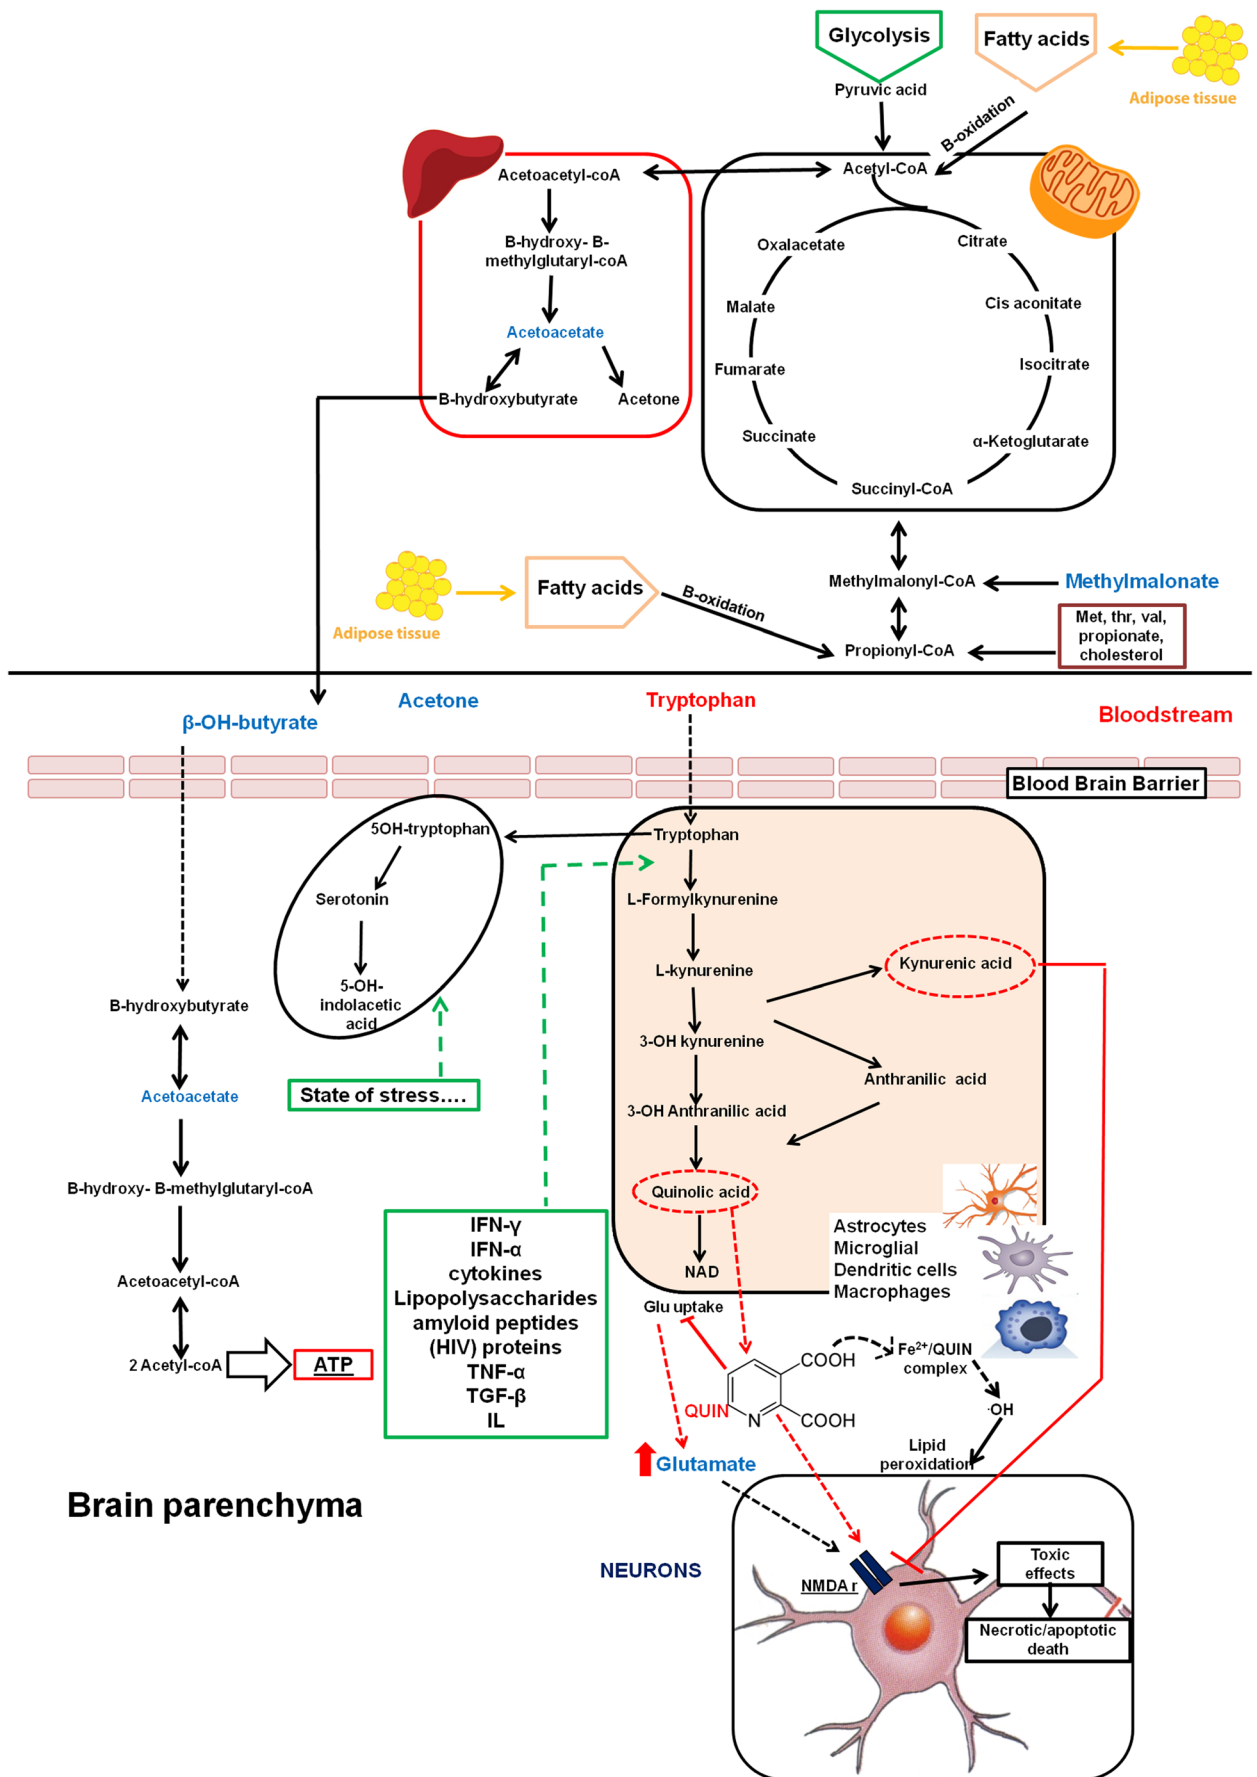 Glycolysis
Fatty acids
Adipose tissue
Pyruvic acid
B-oxidation
Acetoacetyl-coA
Acetyl-CoA
B-hydroxy- B-
methylglutaryl-coA
Acetoacetate
B-hydroxybutyrate
Acetone
Oxalacetate
Citrate
Malate
Cis aconitate
Fumarate
Isocitrate
Succinate
α-Ketoglutarate
Succinyl-CoA
Adipose tissue
Fatty acids
B-oxidation
Methylmalonyl-CoA
Methylmalonate
Propionyl-CoA
Met, thr, val,
propionate,
cholesterol
β-OH-butyrate
Acetone
Tryptophan
Bloodstream
Blood Brain Barrier
5OH-tryptophan
Serotonin
5-OH-
indolacetic
acid
State of stress....
Tryptophan
L-Formylkynurenine
L-kynurenine
Kynurenic acid
3-OH kynurenine
Anthranilic acid
3-OH Anthranilic acid
Quinolic acid
NAD
B-hydroxybutyrate
Acetoacetate
B-hydroxy- B-methylglutaryl-coA
Acetoacetyl-coA
2 Acetyl-coA
ATP
IFN-γ
IFN-α
cytokines
Lipopolysaccharides
amyloid peptides
(HIV) proteins
TNF-α
TGF-β
IL
Astrocytes
Microglial
Dendritic cells
Macrophages
Glu uptake
COOH
COOH
N
QUIN
Fe²⁺/QUIN
complex
·OH
Lipid
peroxidation
Glutamate
Brain parenchyma
NEURONS
NMDA r
Toxic
effects
Necrotic/apoptotic
death